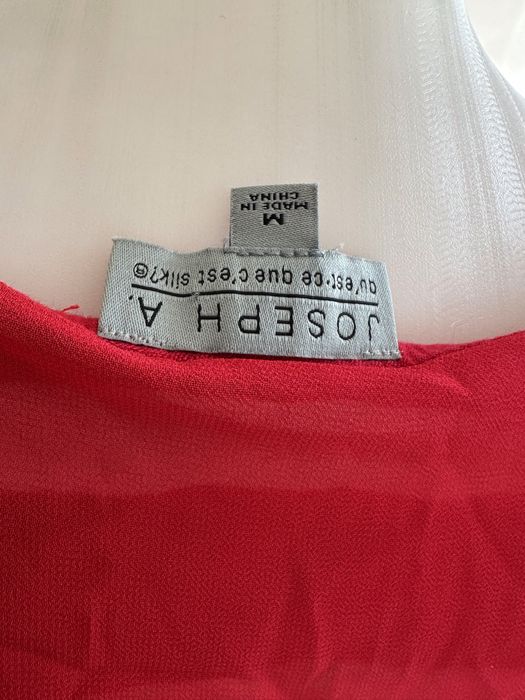 JOSEPH A.
qu'est-ce que c'est silk?®
M
MADE IN
CHINA